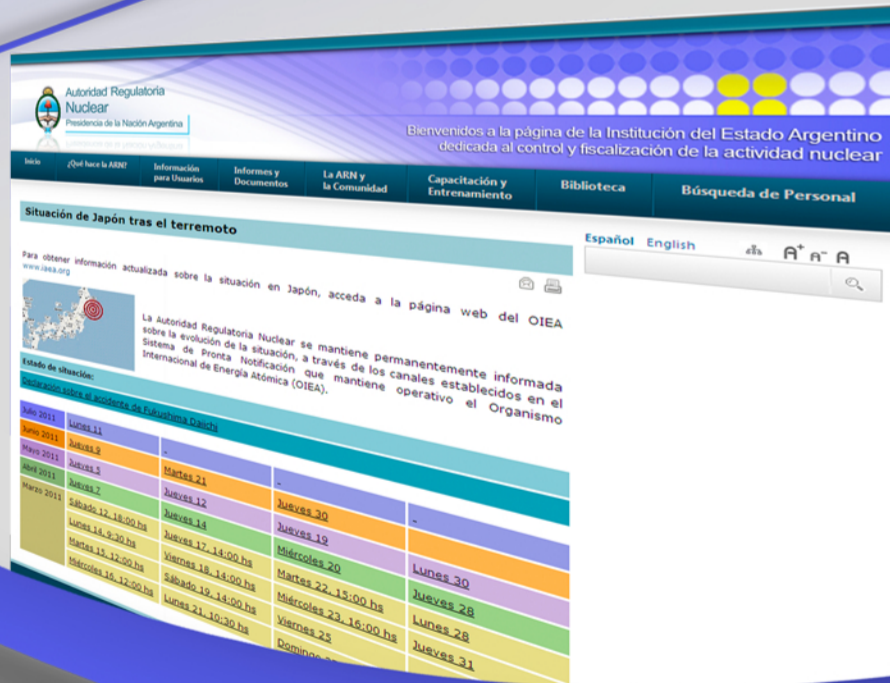 Autoridad Regulatoria
Nuclear
Presidencia de la Nación Argentina
Bienvenidos a la página de la Institución del Estado Argentino
dedicada al control y fiscalización de la actividad nuclear
Inicio
¿Qué hace la ARN?
Información
para Usuarios
Informes y
Documentos
La ARN y
la Comunidad
Capacitación y
Entrenamiento
Biblioteca
Búsqueda de Personal
Situación de Japón tras el terremoto
Español English
A+ A- A
Para obtener información actualizada sobre la situación en Japón, acceda a la página web del OIEA
www.iaea.org
La Autoridad Regulatoria Nuclear se mantiene permanentemente informada
sobre la evolución de la situación, a través de los canales establecidos en el
Sistema de Pronta Notificación que mantiene operativo el Organismo
Internacional de Energía Atómica (OIEA).
Estado de situación:
Declaración sobre el accidente de Fukushima Daiichi
Julio 2011 Lunes 11 - - -
Junio 2011 Jueves 9 Martes 21 Jueves 30
Mayo 2011 Jueves 5 Jueves 12 Jueves 19 Lunes 30
Abril 2011 Jueves 7 Jueves 14 Miércoles 20 Jueves 28
Marzo 2011 Sábado 12, 18:00 hs Jueves 17, 14:00 hs Martes 22, 15:00 hs Lunes 28
Lunes 14, 9:30 hs Viernes 18, 14:00 hs Miércoles 23, 16:00 hs Jueves 31
Martes 15, 12:00 hs Sábado 19, 14:00 hs Viernes 25
Miércoles 16, 12:00 hs Lunes 21, 10:30 hs Domingo